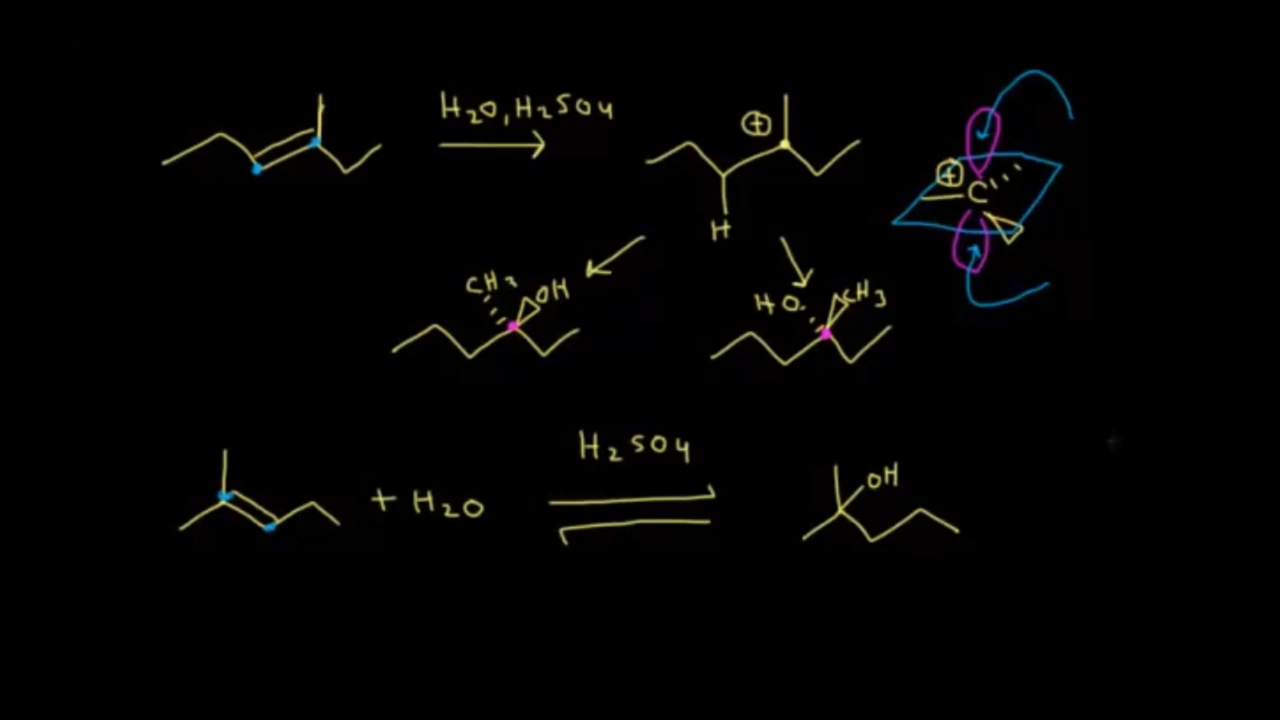 H₂O, H₂SO₄
⊕
H
⊕
C
CH₃ OH
HO CH₃
H₂SO₄
+ H₂O
OH